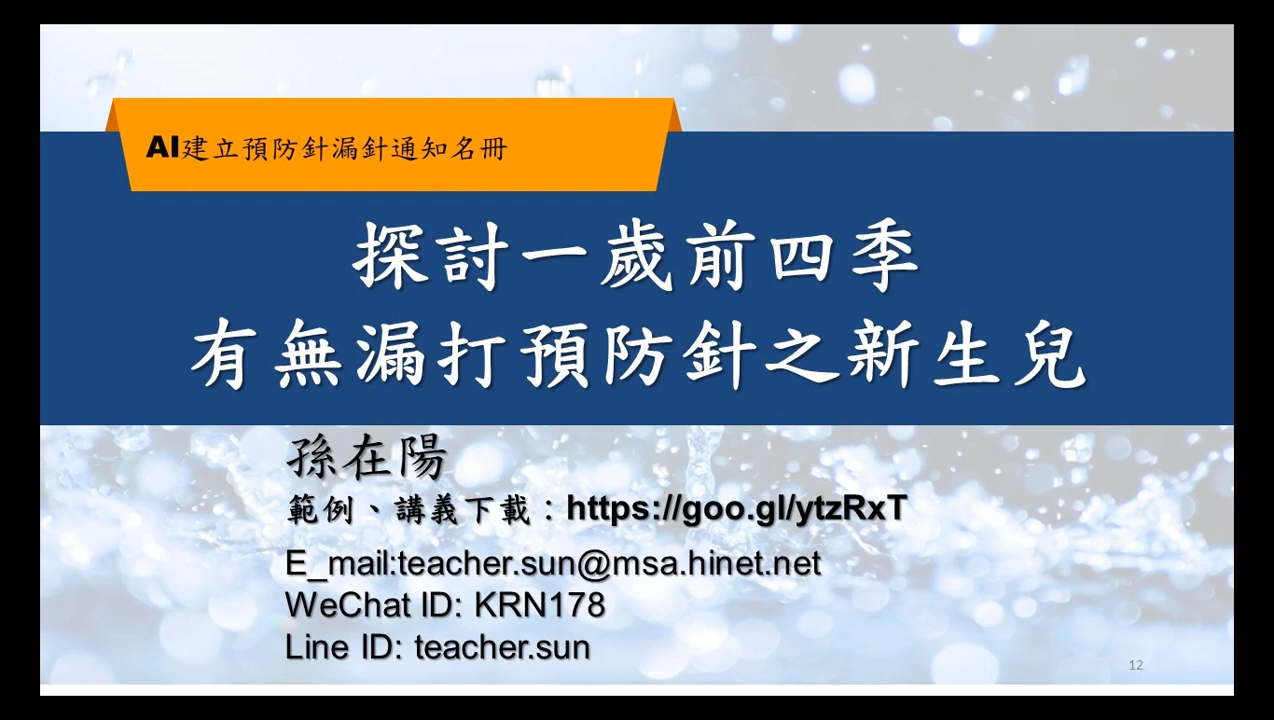 AI建立預防針漏針通知名冊
探討一歲前四季
有無漏打預防針之新生兒
孫在陽
範例、講義下載：https://goo.gl/ytzRxT
E_mail:teacher.sun@msa.hinet.net
WeChat ID: KRN178
Line ID: teacher.sun
12